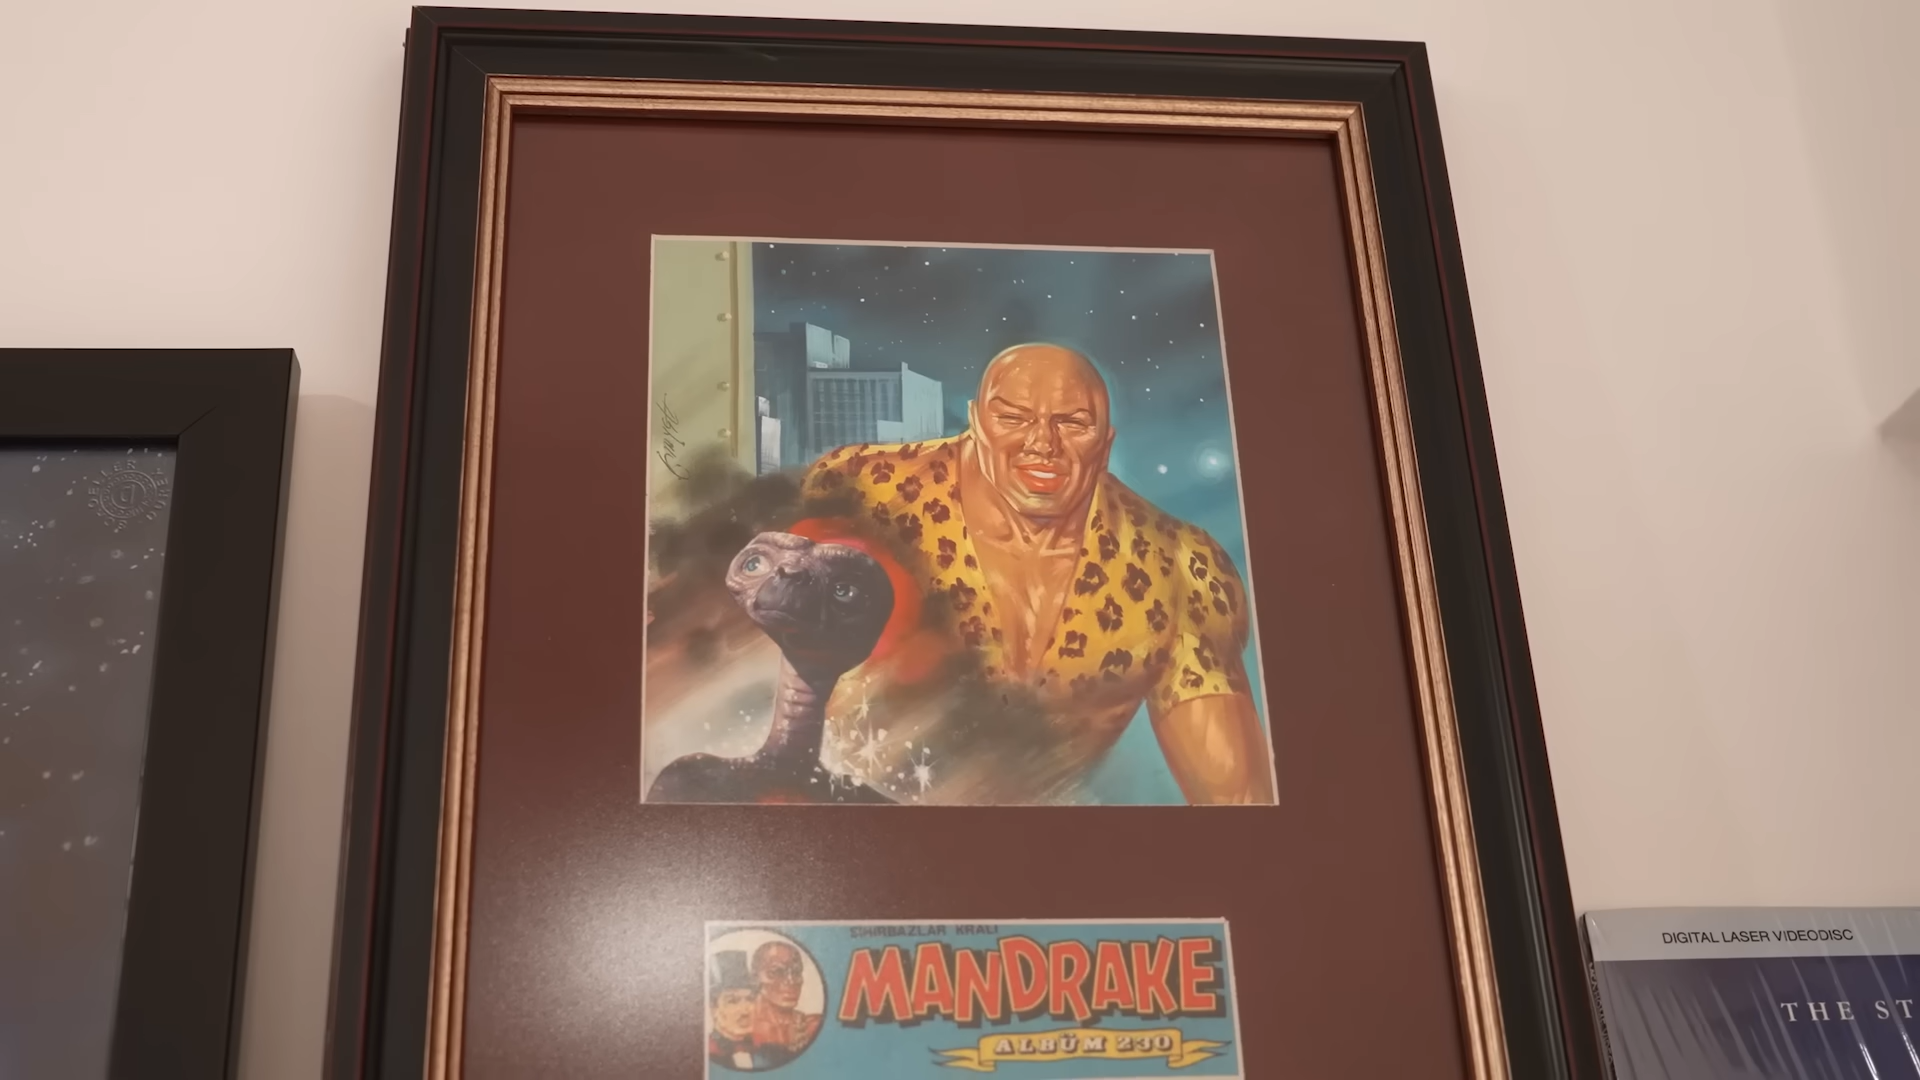 SİHİRBAZLAR KRALI
MANDRAKE
ALBÜM 230
DIGITAL LASER VIDEODISC
THE ST